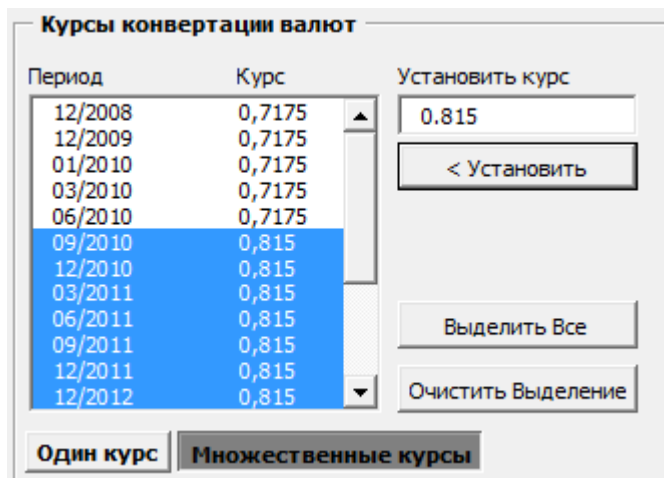 Курсы конвертации валют
Период Курс Установить курс
12/2008 0,7175 0.815
12/2009 0,7175
01/2010 0,7175 < Установить
03/2010 0,7175
06/2010 0,7175
09/2010 0,815
12/2010 0,815
03/2011 0,815
06/2011 0,815 Выделить Все
09/2011 0,815
12/2011 0,815 Очистить Выделение
12/2012 0,815
Один курс Множественные курсы